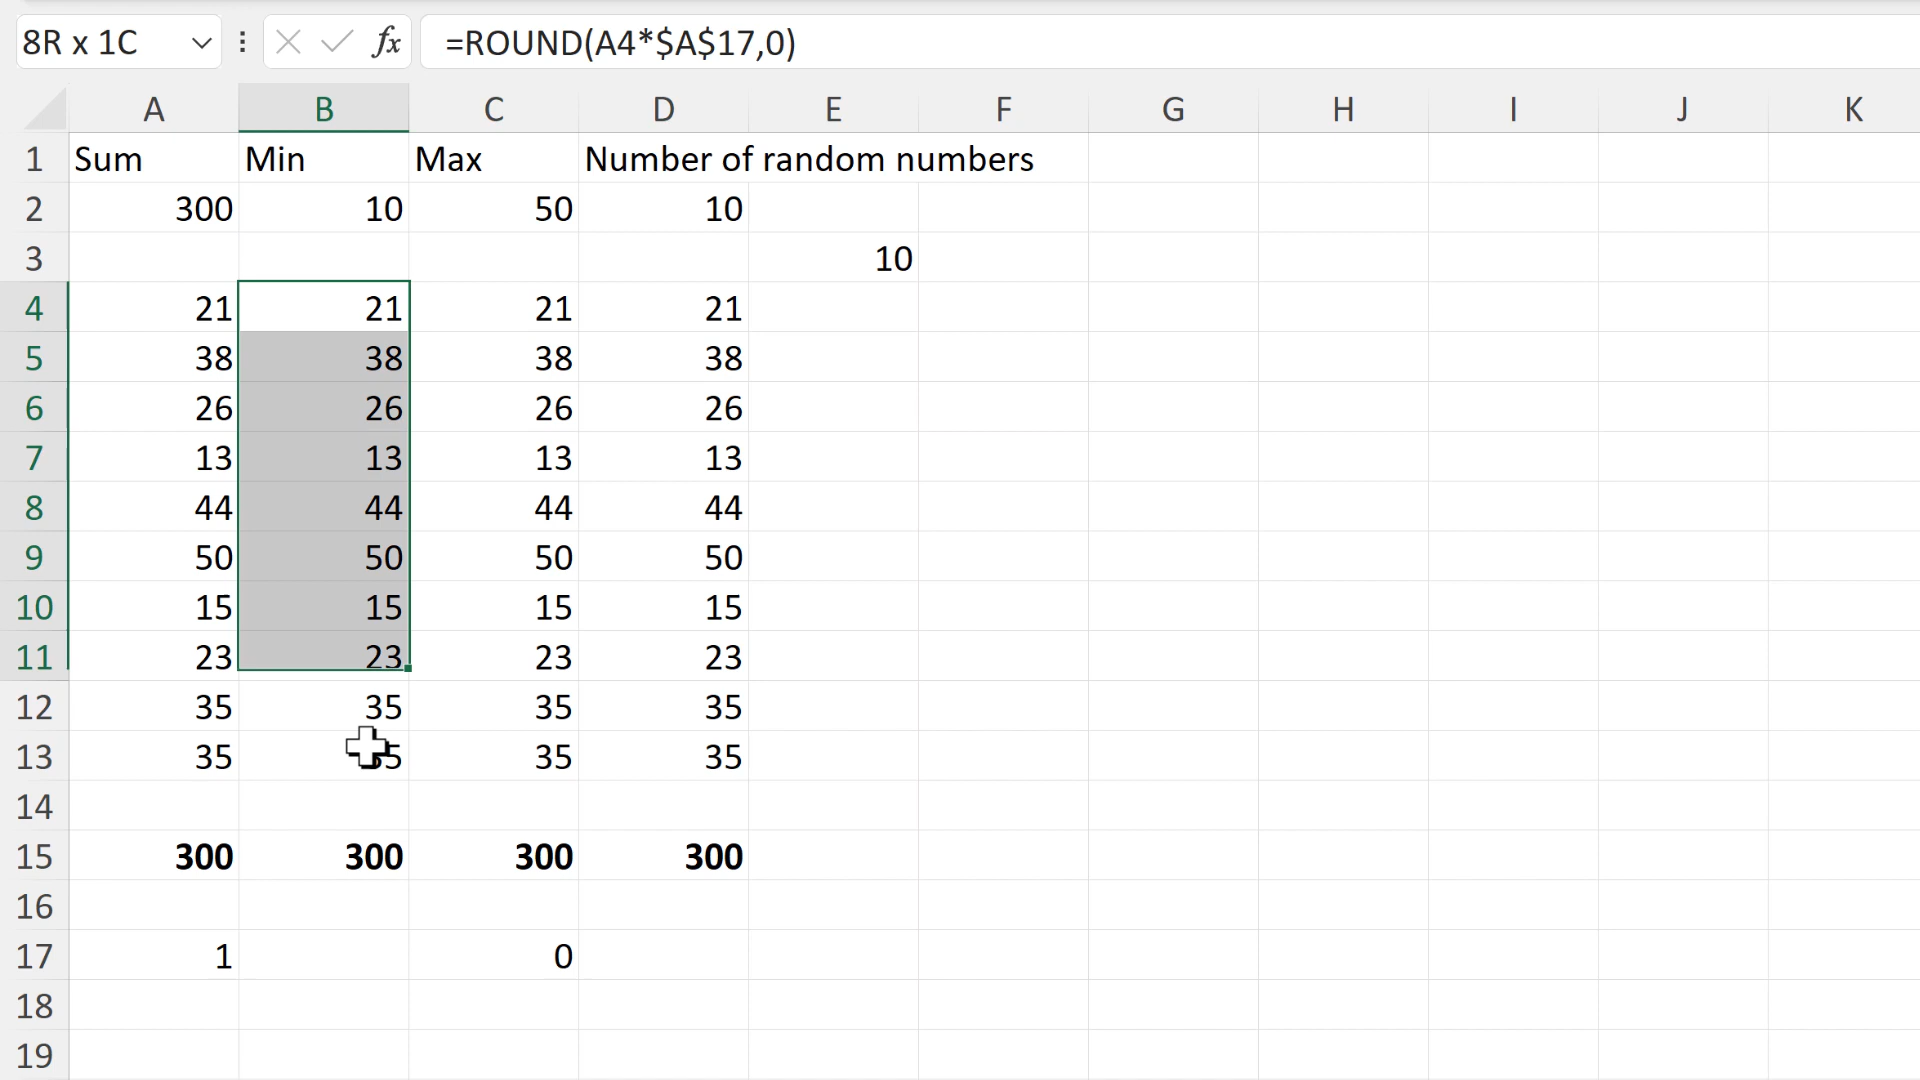 8R x 1C fx =ROUND(A4*$A$17,0)
A B C D E F G H I J K
1 Sum Min Max Number of random numbers
2 300 10 50 10
3 10
4 21 21 21 21
5 38 38 38 38
6 26 26 26 26
7 13 13 13 13
8 44 44 44 44
9 50 50 50 50
10 15 15 15 15
11 23 23 23 23
12 35 35 35 35
13 35 35 35 35
14
15 300 300 300 300
16
17 1 0
18
19